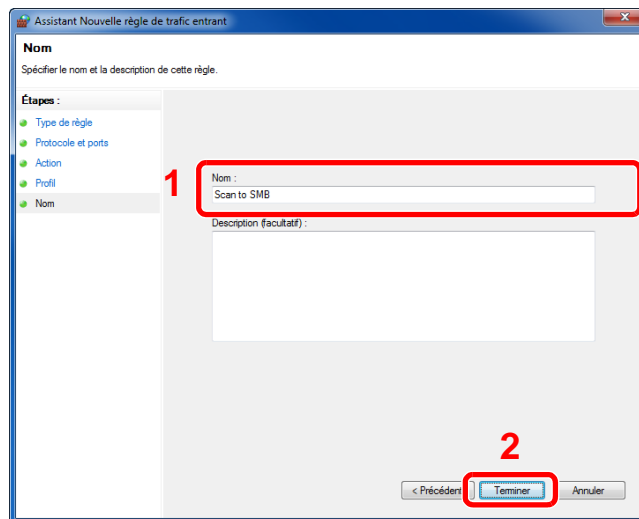 Assistant Nouvelle règle de trafic entrant
Nom
Spécifier le nom et la description de cette règle.
Étapes :
Type de règle
Protocole et ports
Action
Profil
Nom
1
Nom :
Scan to SMB
Description (facultatif) :
2
< Précédent
Terminer
Annuler